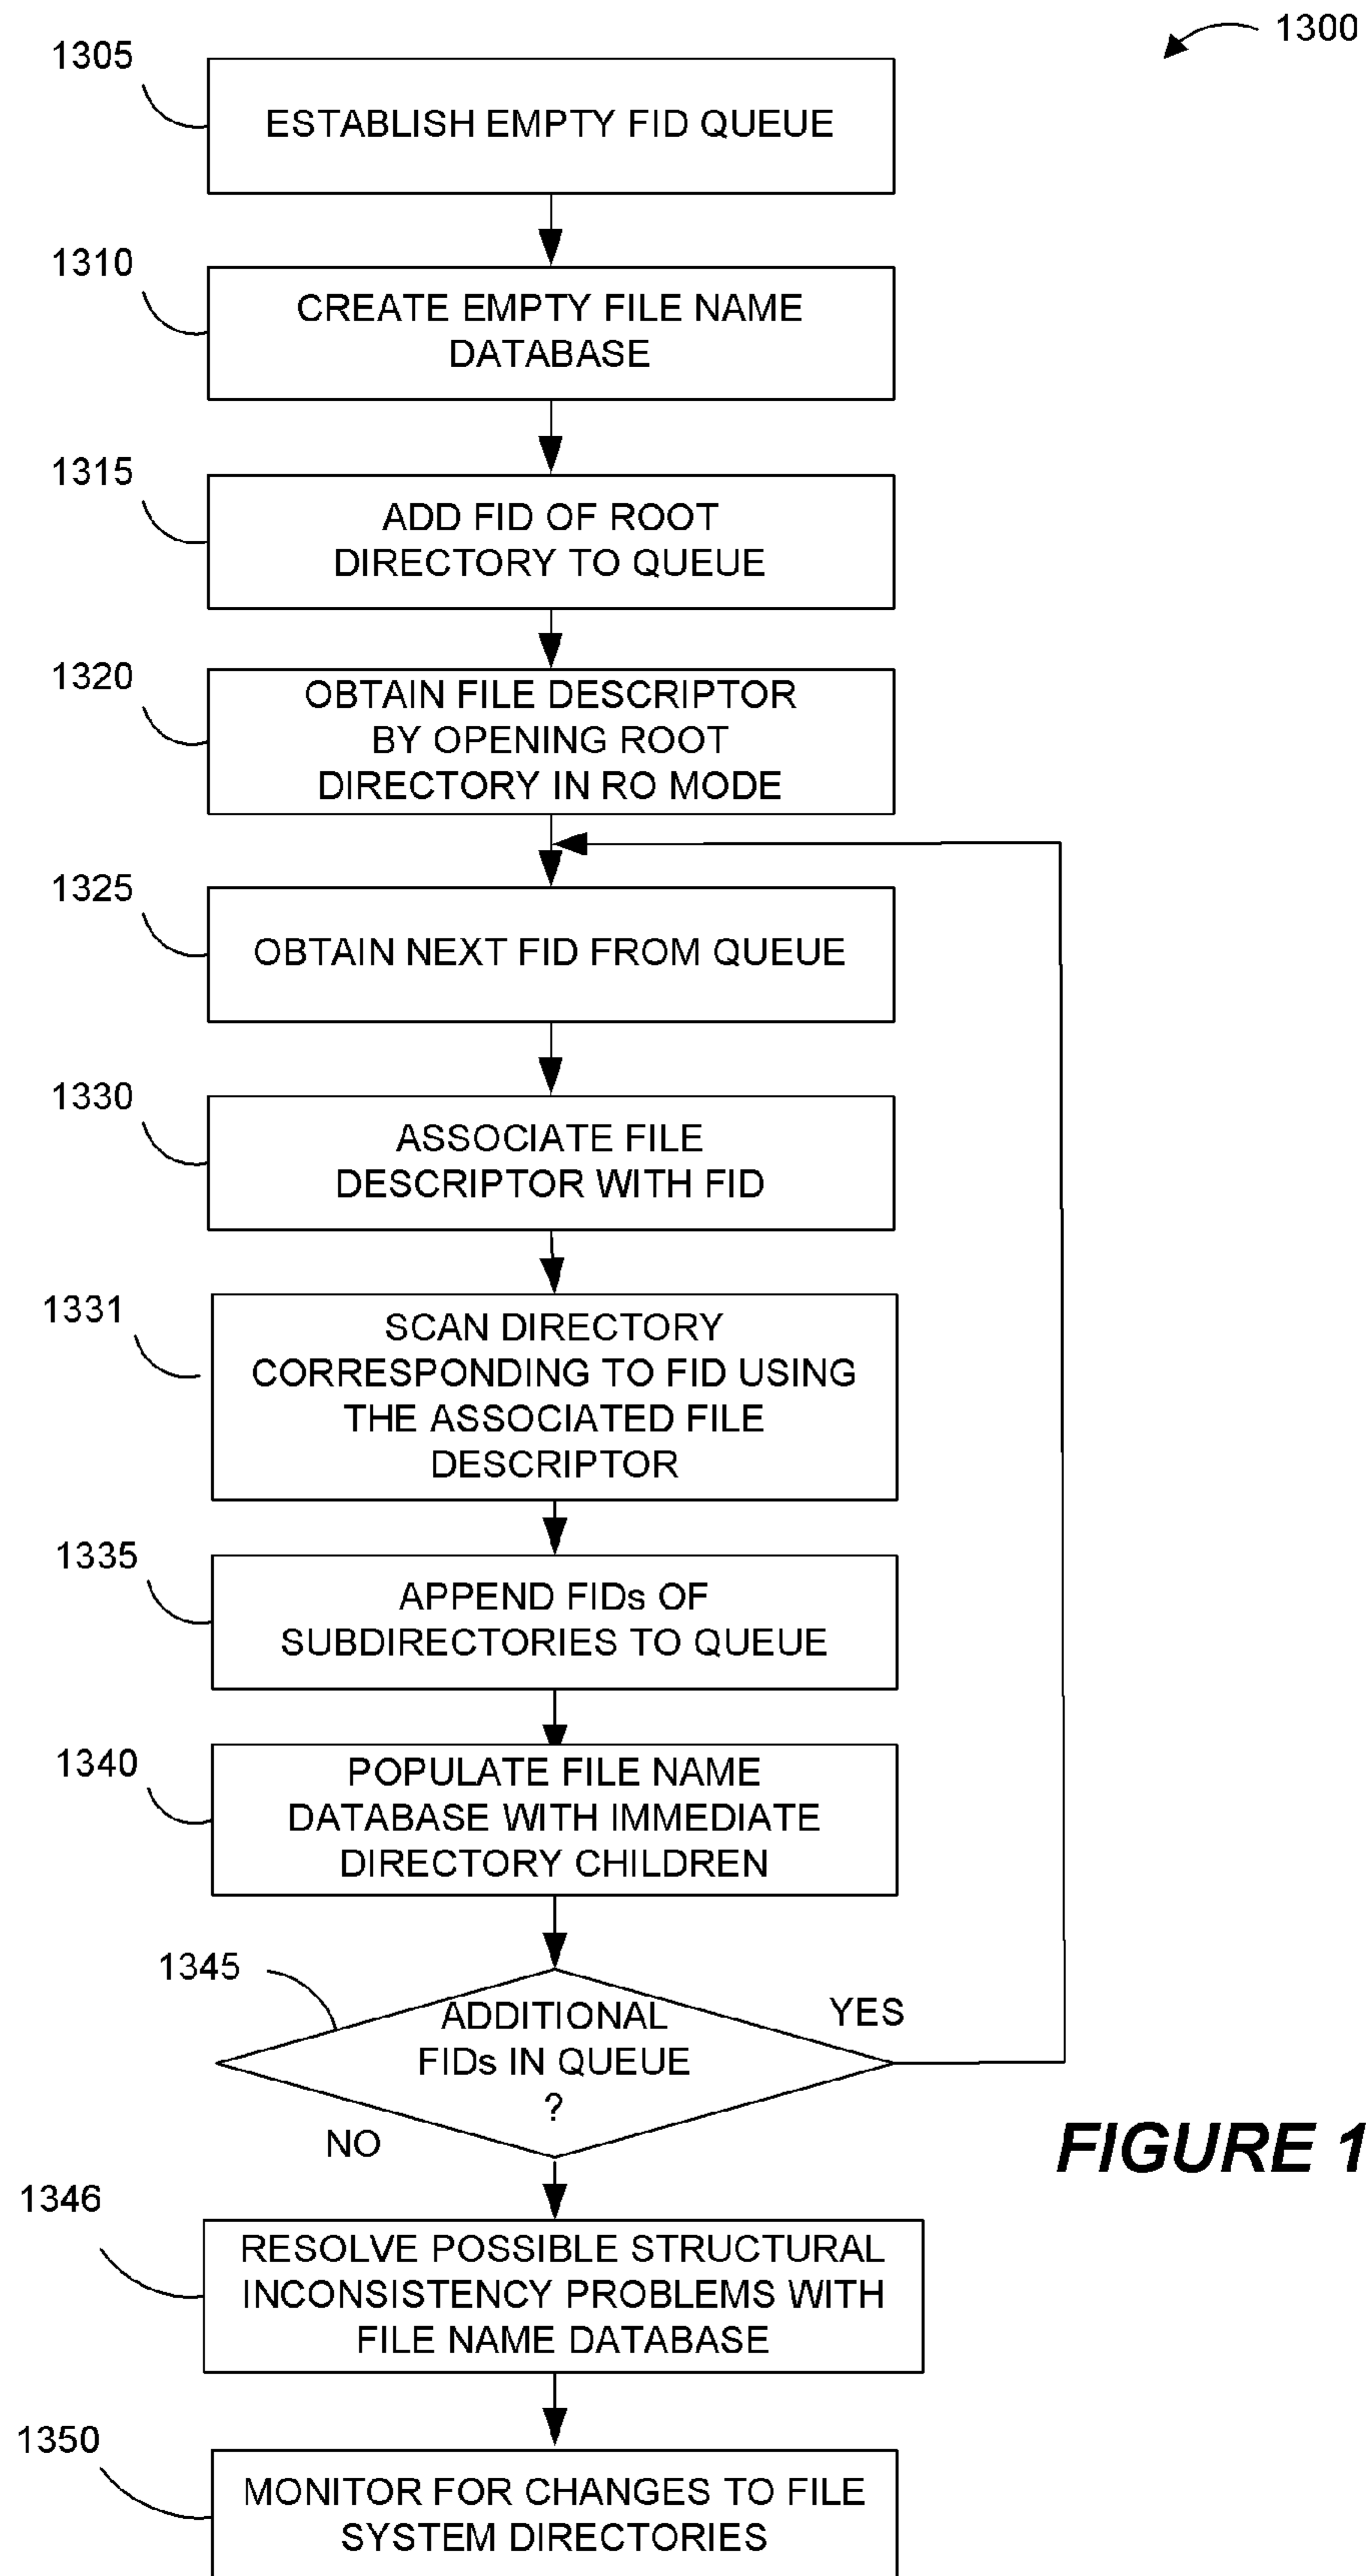 1300
1305
ESTABLISH EMPTY FID QUEUE
1310
CREATE EMPTY FILE NAME
DATABASE
1315
ADD FID OF ROOT
DIRECTORY TO QUEUE
1320
OBTAIN FILE DESCRIPTOR
BY OPENING ROOT
DIRECTORY IN RO MODE
1325
OBTAIN NEXT FID FROM QUEUE
1330
ASSOCIATE FILE
DESCRIPTOR WITH FID
1331
SCAN DIRECTORY
CORRESPONDING TO FID USING
THE ASSOCIATED FILE
DESCRIPTOR
1335
APPEND FIDs OF
SUBDIRECTORIES TO QUEUE
1340
POPULATE FILE NAME
DATABASE WITH IMMEDIATE
DIRECTORY CHILDREN
1345
ADDITIONAL
FIDs IN QUEUE
?
YES
NO
FIGURE 1
1346
RESOLVE POSSIBLE STRUCTURAL
INCONSISTENCY PROBLEMS WITH
FILE NAME DATABASE
1350
MONITOR FOR CHANGES TO FILE
SYSTEM DIRECTORIES